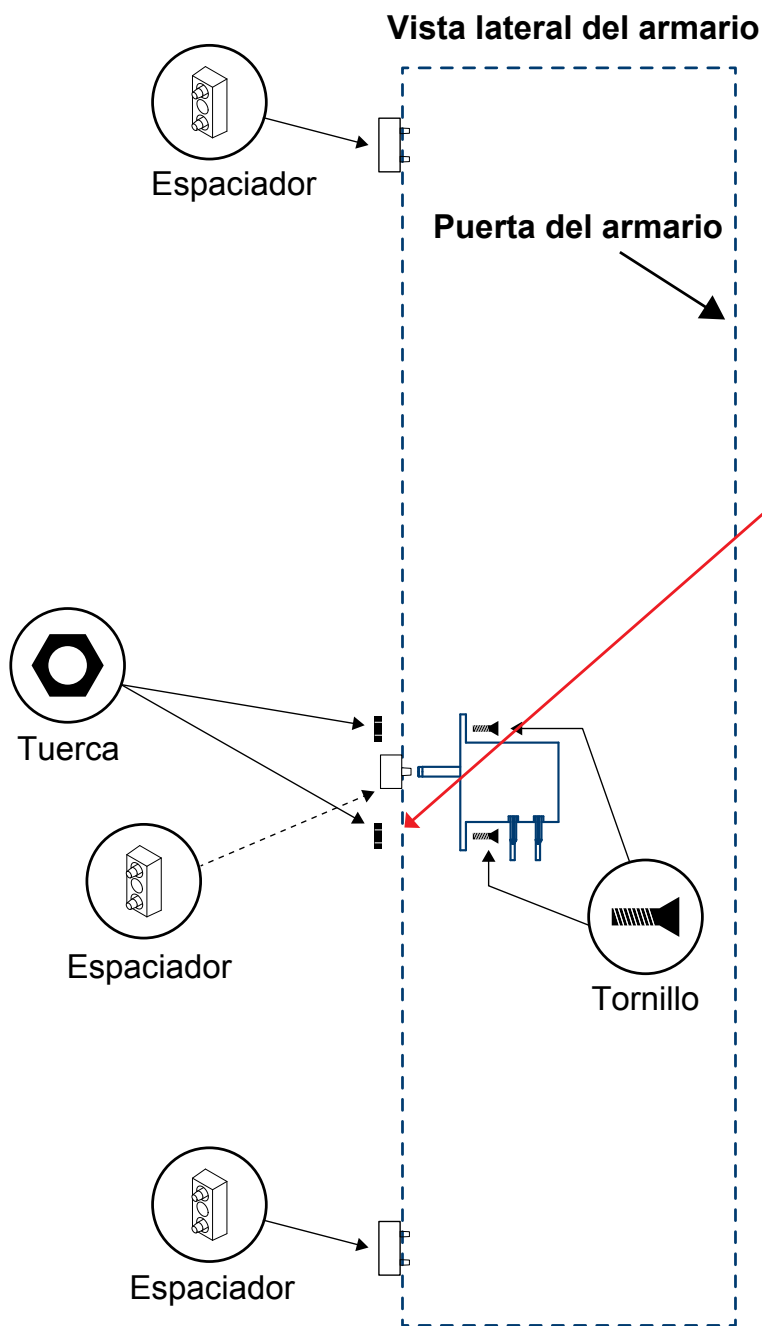 Vista lateral del armario
Espaciador
Puerta del armario
Tuerca
Espaciador
Tornillo
Espaciador